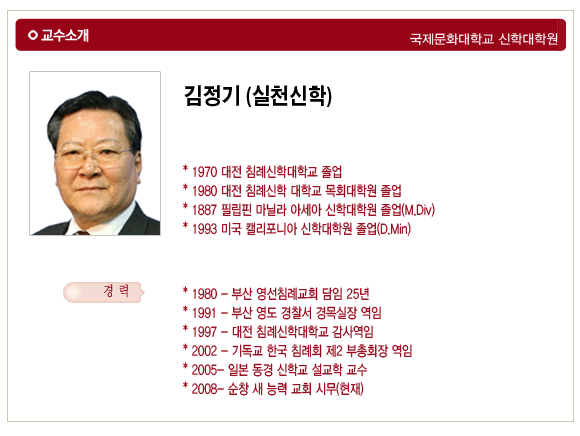 교수소개
국제문화대학교 신학대학원
김정기 (실천신학)
* 1970 대전 침례신학대학교 졸업
* 1980 대전 침례신학 대학교 목회대학원 졸업
* 1887 필립핀 마닐라 아세아 신학대학원 졸업(M.Div)
* 1993 미국 캘리포니아 신학대학원 졸업(D.Min)
경 력
* 1980 – 부산 영선침례교회 담임 25년
* 1991 – 부산 영도 경찰서 경목실장 역임
* 1997 – 대전 침례신학대학교 감사역임
* 2002 – 기독교 한국 침례회 제2 부총회장 역임
* 2005– 일본 동경 신학교 설교학 교수
* 2008– 순창 새 능력 교회 시무(현재)